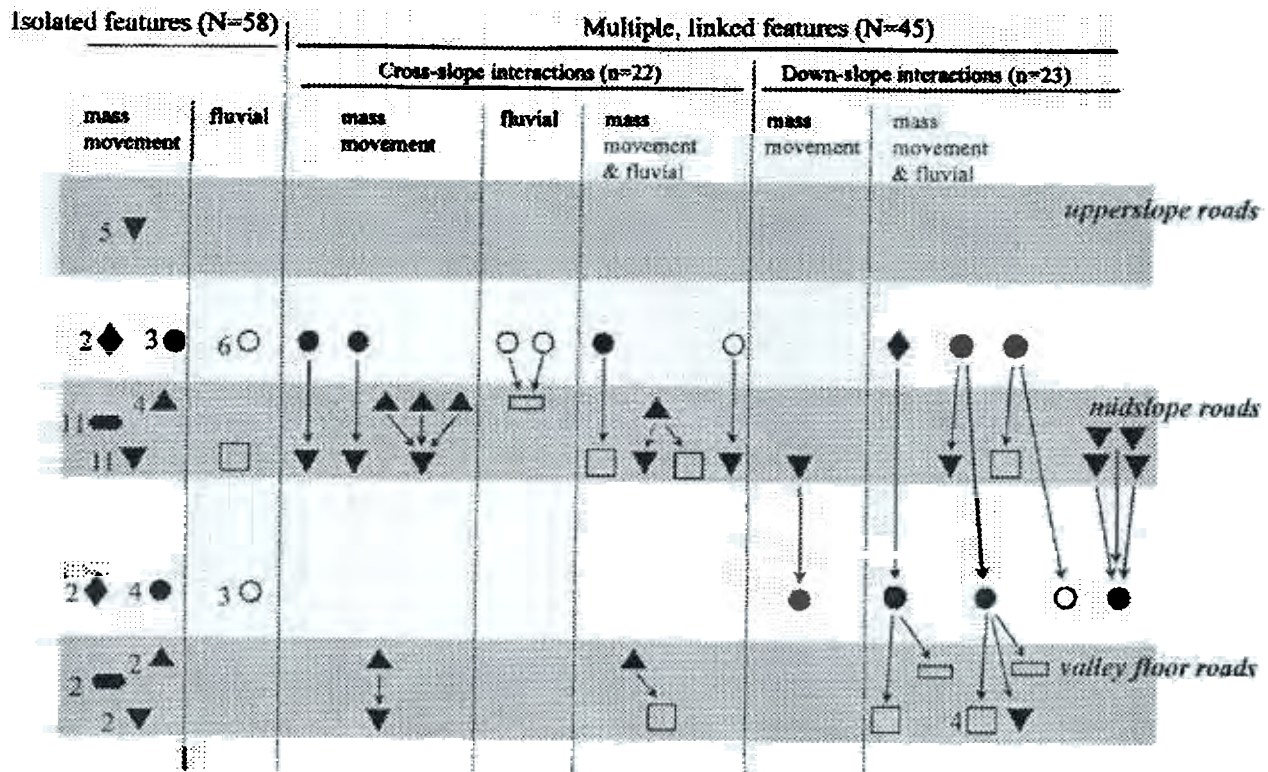 Isolated features (N=58)
Multiple, linked features (N=45)
Cross-slope interactions (n=22)
Down-slope interactions (n=23)
mass
movement
fluvial
mass
movement
fluvial
mass
movement
& fluvial
mass
movement
mass
movement
& fluvial
upperslope roads
5
2
3
6
midslope roads
4
11
11
2
4
3
valley floor roads
2
2
2
4